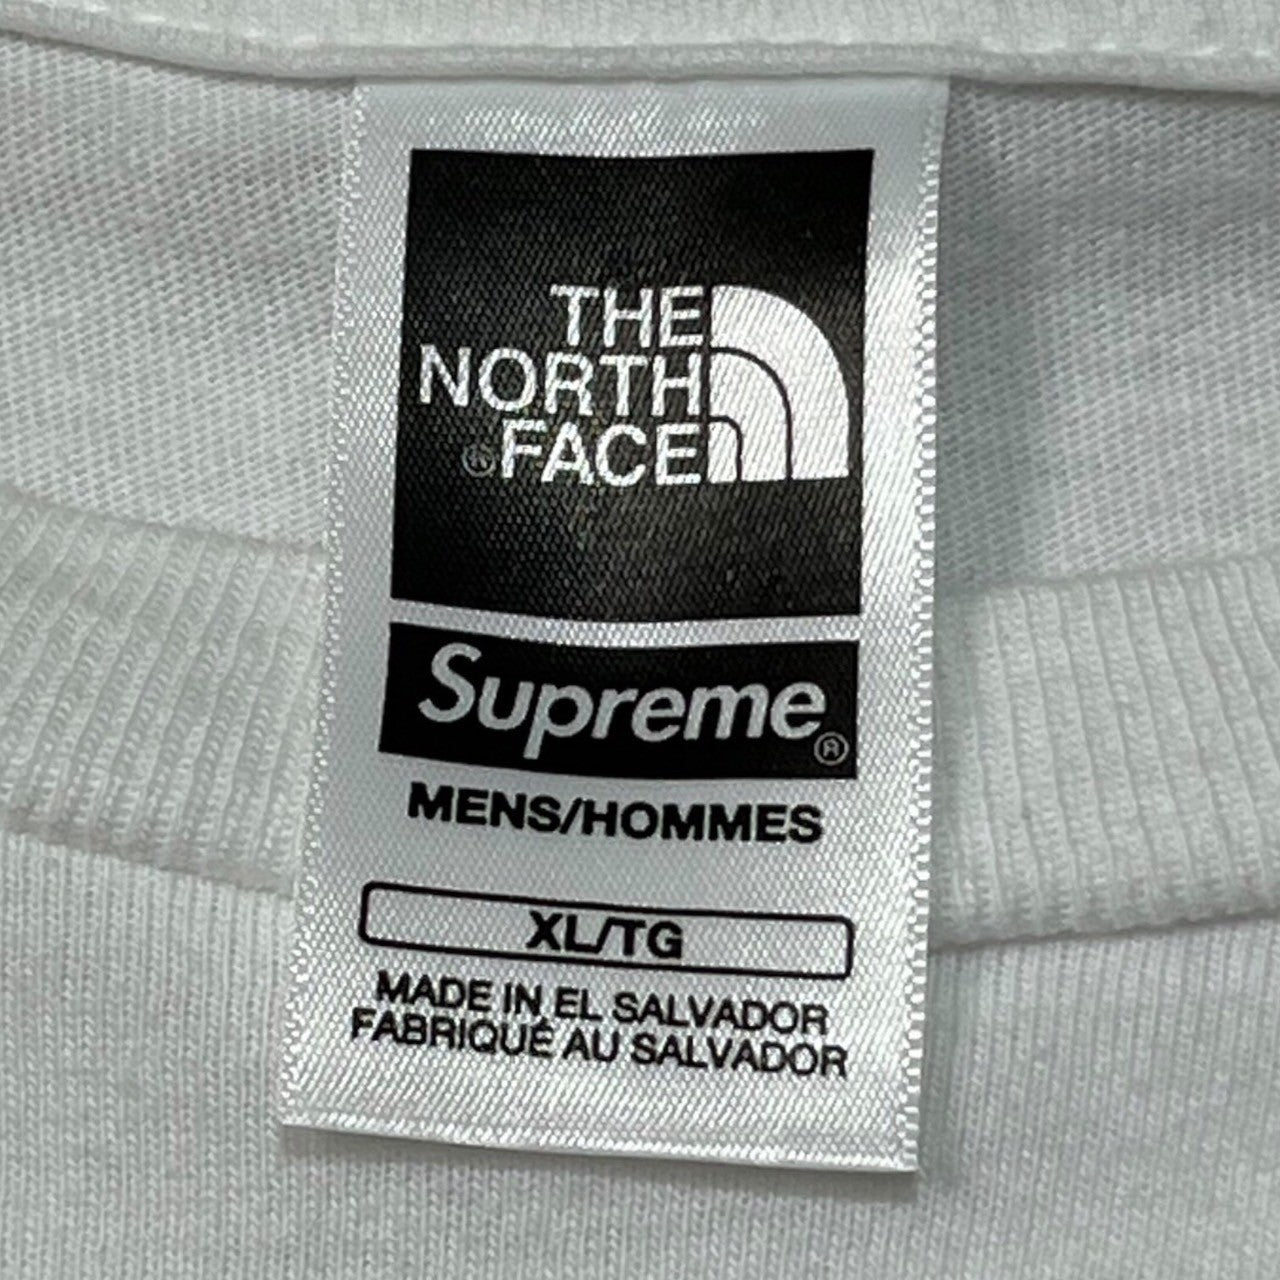 THE
NORTH
® FACE
Supreme®
MENS/HOMMES
XL/TG
MADE IN EL SALVADOR
FABRIQUÉ AU SALVADOR